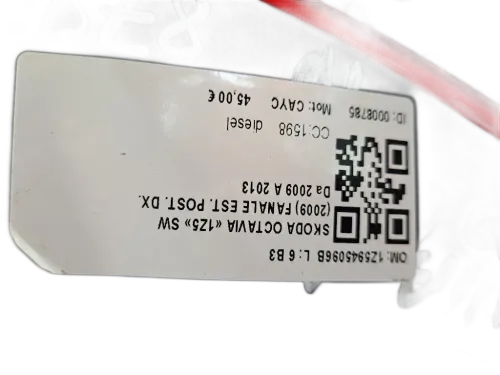 OM: 1Z5945096B L: 6 B3
SKODA OCTAVIA «1Z5» SW
(2009) FANALE EST. POST. DX.
Da 2009 A 2013
CC:1598 diesel
Mot: CAYC 45,00 €
ID: 0008785